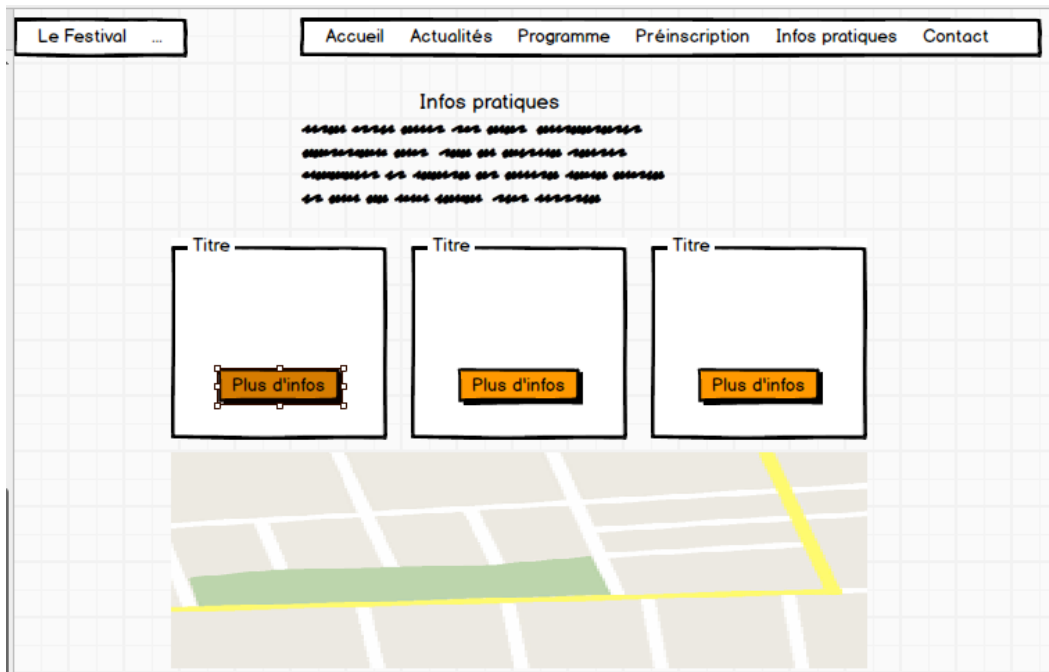 Le Festival ...
Accueil Actualités Programme Préinscription Infos pratiques Contact
Infos pratiques
Titre Titre Titre
Plus d'infos Plus d'infos Plus d'infos